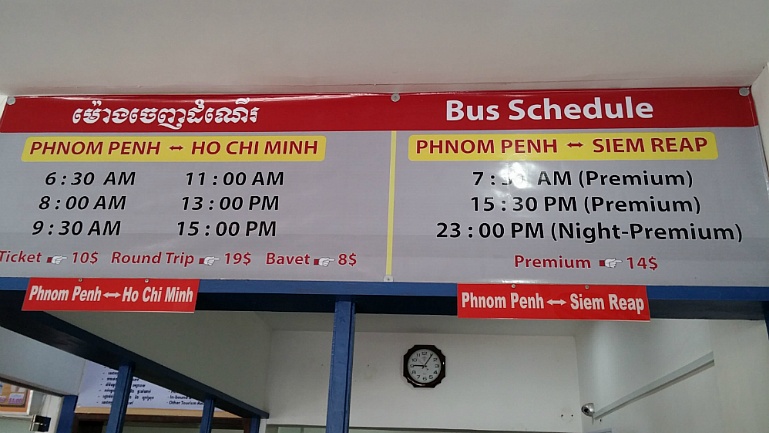 ម៉ោងចេញដំណើរ
Bus Schedule
PHNOM PENH ↔ HO CHI MINH
6 : 30 AM 11 : 00 AM
8 : 00 AM 13 : 00 PM
9 : 30 AM 15 : 00 PM
Ticket 10$ Round Trip 19$ Bavet 8$
PHNOM PENH ↔ SIEM REAP
AM (Premium)
15 : 30 PM (Premium)
23 : 00 PM (Night-Premium)
Premium 14$
Phnom Penh ↔ Ho Chi Minh
Phnom Penh ↔ Siem Reap